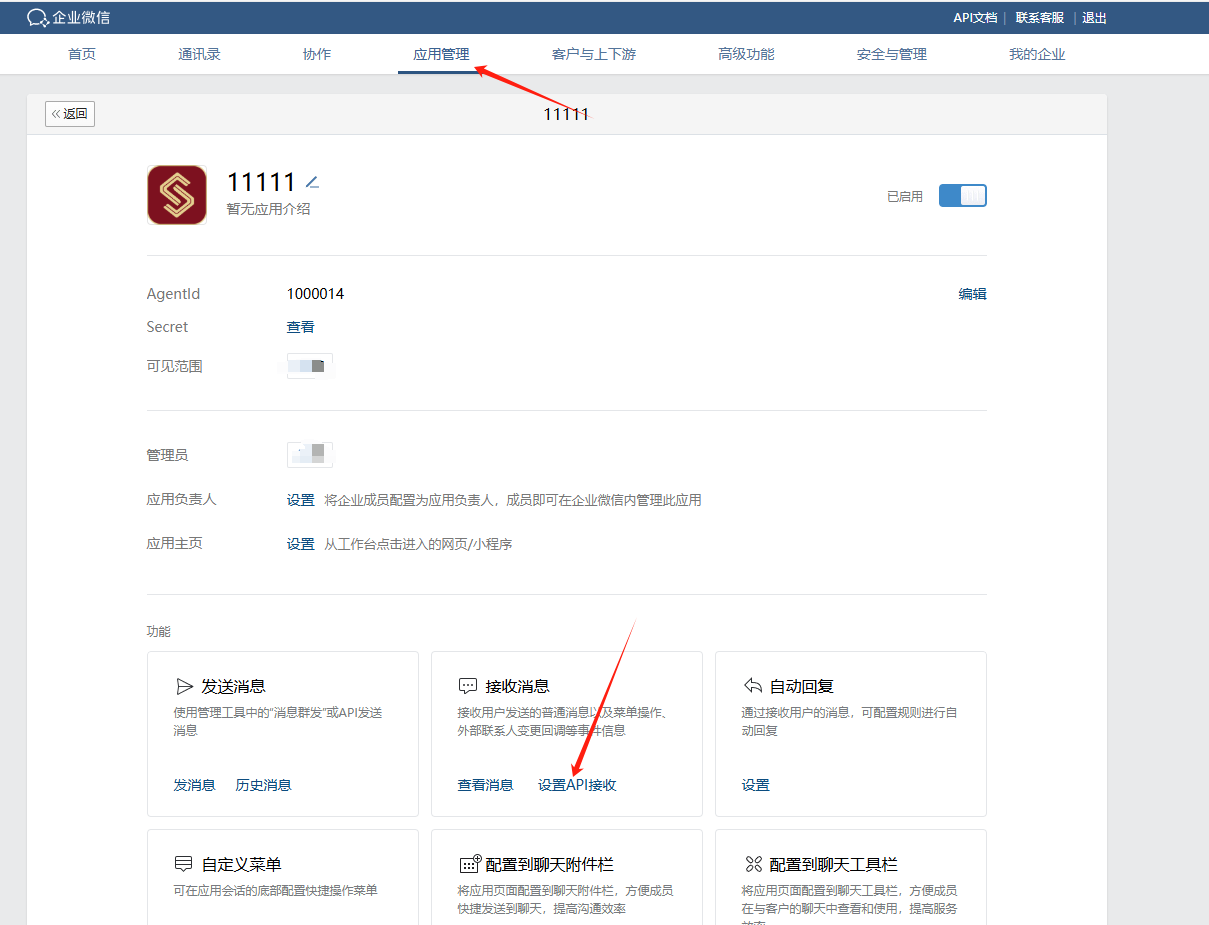 企业微信
API文档 | 联系客服 | 退出
首页 通讯录 协作 应用管理 客户与上下游 高级功能 安全与管理 我的企业
«返回
11111
11111
暂无应用介绍
已启用
AgentId 1000014 编辑
Secret 查看
可见范围
管理员
应用负责人 设置 将企业成员配置为应用负责人，成员即可在企业微信内管理此应用
应用主页 设置 从工作台点击进入的网页/小程序
功能
发送消息
使用管理工具中的“消息群发”或API发送
消息
发消息 历史消息
接收消息
接收用户发送的普通消息以及菜单操作、
外部联系人变更回调等事件信息
查看消息 设置API接收
自动回复
通过接收用户的消息，可配置规则进行自
动回复
设置
自定义菜单
可在应用会话的底部配置快捷操作菜单
配置到聊天附件栏
将应用页面配置到聊天附件栏，方便成员
快捷发送到聊天，提高沟通效率
配置到聊天工具栏
将应用页面配置到聊天工具栏，方便成员
在与客户的聊天中查看和使用，提高服务